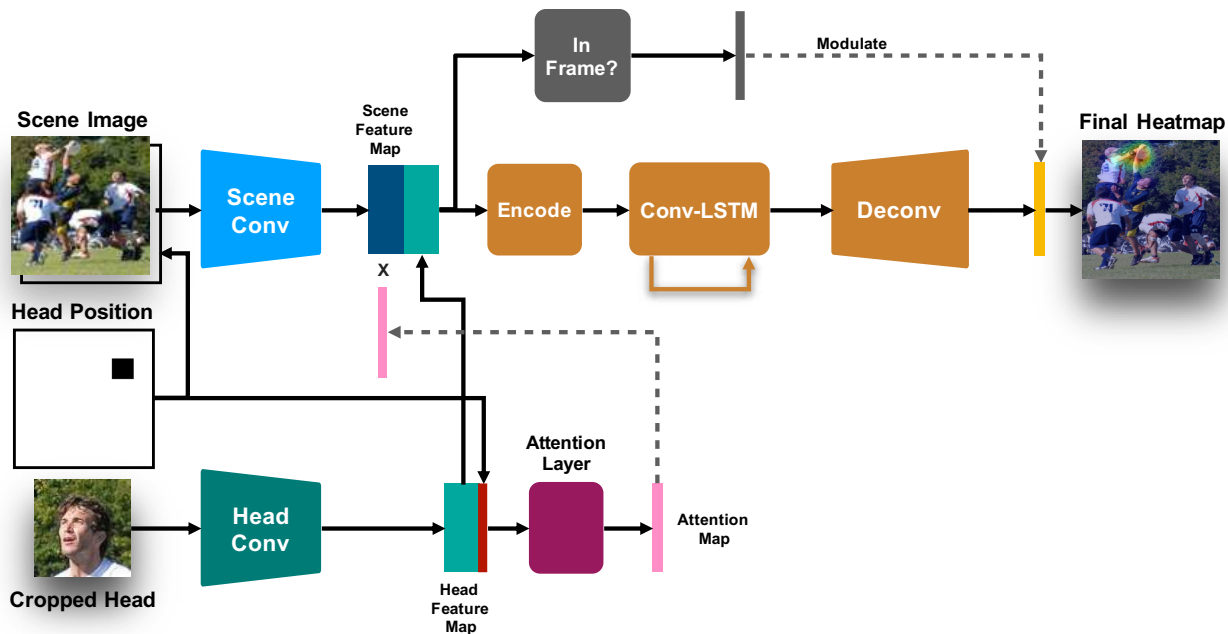 In
Frame?
Modulate
Scene Image
Scene
Feature
Map
Final Heatmap
Scene
Conv
Encode
Conv-LSTM
Deconv
X
Head Position
Attention
Layer
Head
Conv
Attention
Map
Cropped Head
Head
Feature
Map